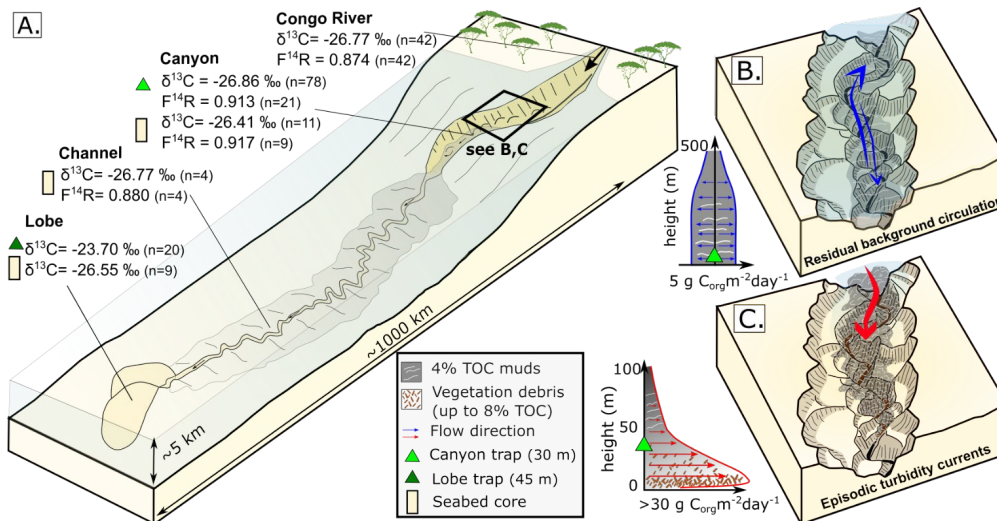 A.
Congo River
δ¹³C= -26.77 ‰ (n=42)
F¹⁴R = 0.874 (n=42)
Canyon
δ¹³C = -26.86 ‰ (n=78)
F¹⁴R = 0.913 (n=21)
δ¹³C = -26.41 ‰ (n=11)
F¹⁴R = 0.917 (n=9)
see B,C
Channel
δ¹³C= -26.77 ‰ (n=4)
F¹⁴R = 0.880 (n=4)
Lobe
δ¹³C= -23.70 ‰ (n=20)
δ¹³C= -26.55 ‰ (n=9)
~1000 km
~5 km
4% TOC muds
Vegetation debris
(up to 8% TOC)
Flow direction
Canyon trap (30 m)
Lobe trap (45 m)
Seabed core
B.
500
height (m)
5 g C_org m⁻²day⁻¹
Residual background circulation
C.
100
50
0
height (m)
>30 g C_org m⁻²day⁻¹
Episodic turbidity currents